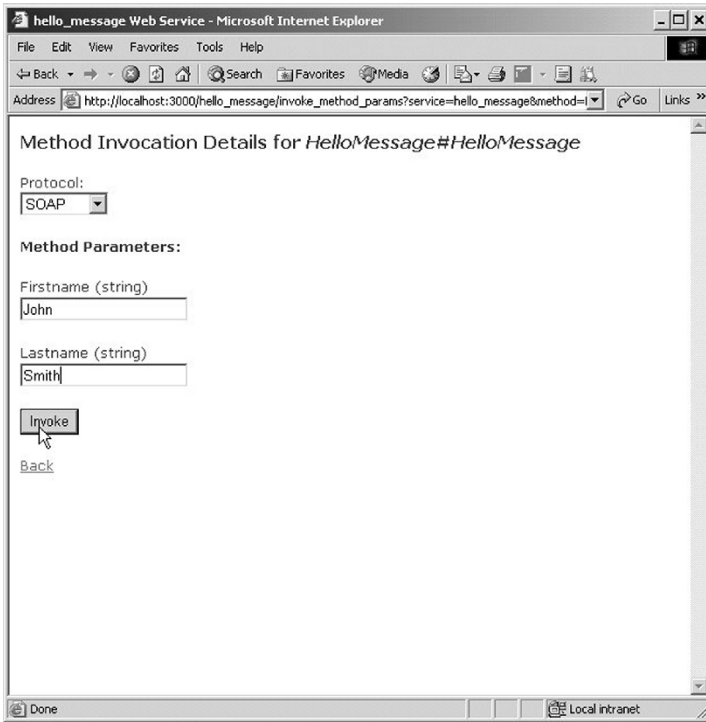 hello_message Web Service - Microsoft Internet Explorer
File Edit View Favorites Tools Help
Back Search Favorites Media
Address http://localhost:3000/hello_message/invoke_method_params?service=hello_message&method= Go Links »
Method Invocation Details for HelloMessage#HelloMessage
Protocol:
SOAP
Method Parameters:
Firstname (string)
John
Lastname (string)
Smith
Invoke
Back
Done Local intranet